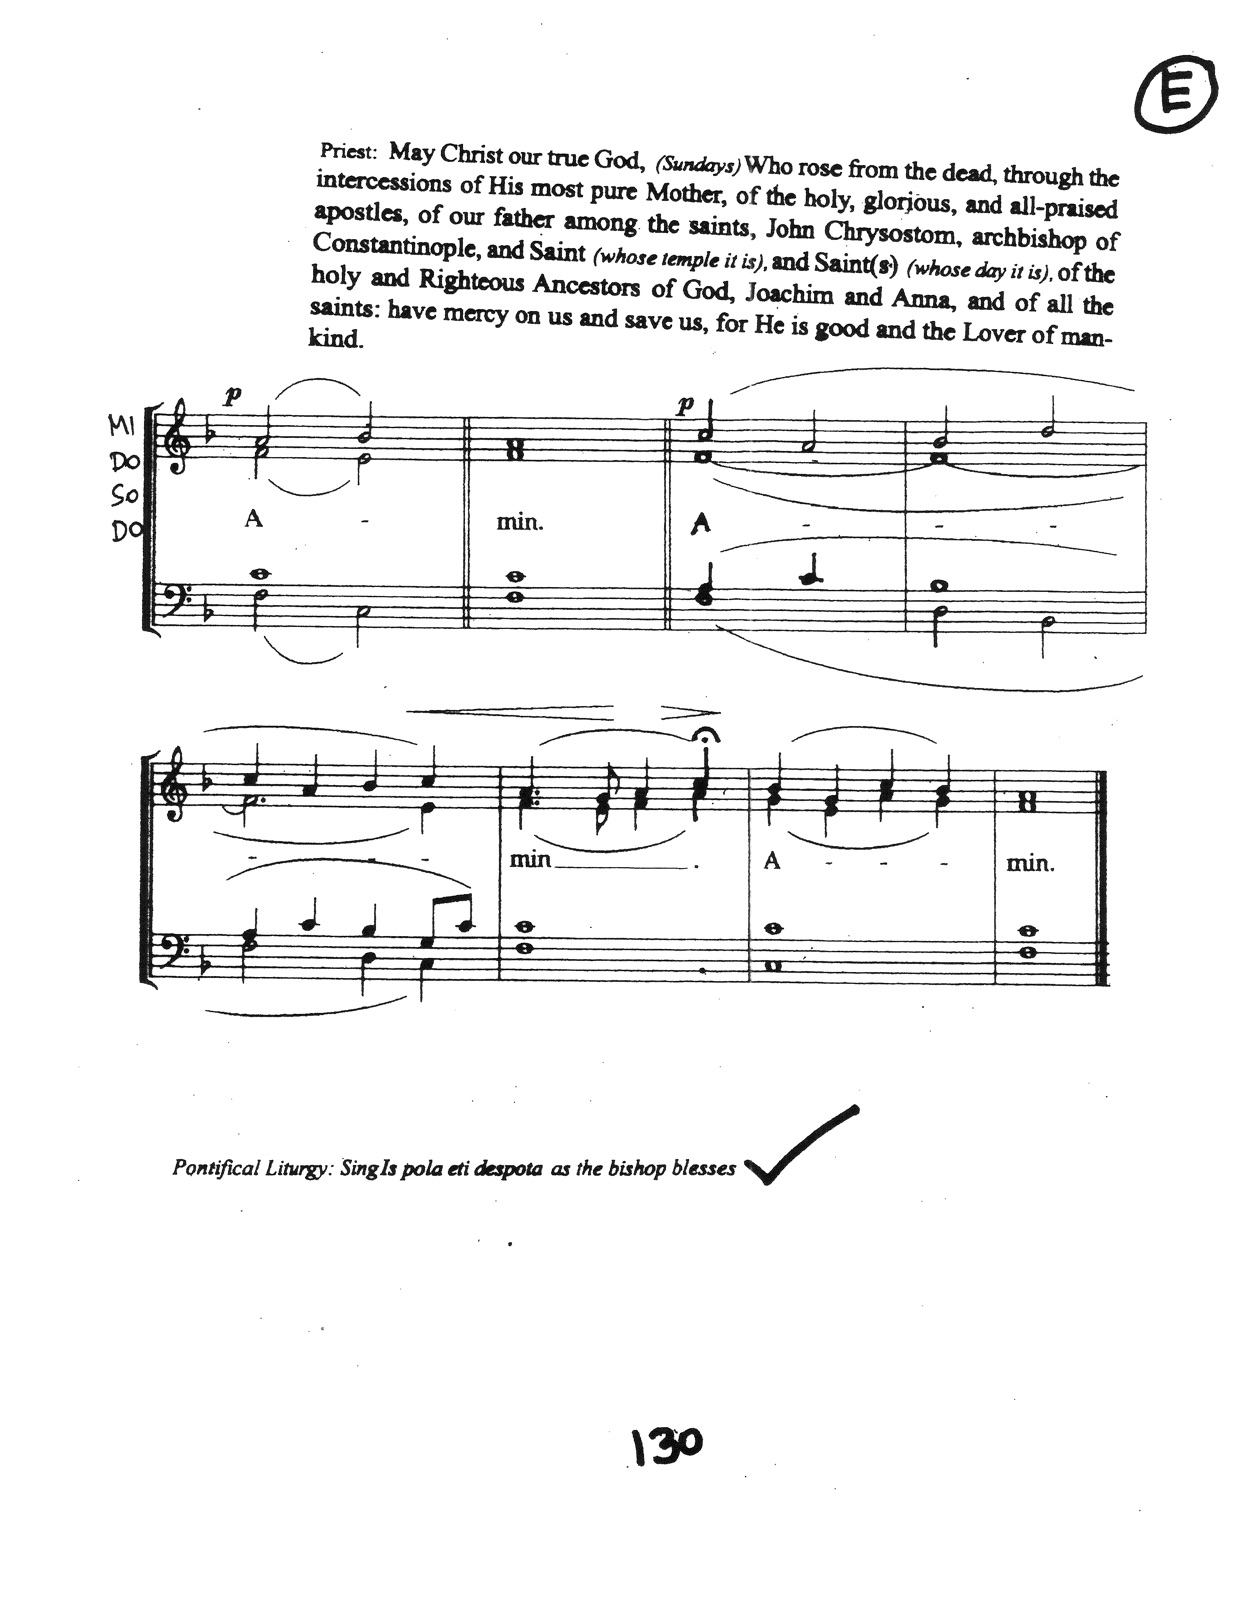 E
Priest: May Christ our true God, (Sundays) Who rose from the dead, through the
intercessions of His most pure Mother, of the holy, glorious, and all-praised
apostles, of our father among the saints, John Chrysostom, archbishop of
Constantinople, and Saint (whose temple it is), and Saint(s) (whose day it is), of the
holy and Righteous Ancestors of God, Joachim and Anna, and of all the
saints: have mercy on us and save us, for He is good and the Lover of man-
kind.
p p
MI
DO
SO
DO
A - min. A - - -
- - - min . A - - - min.
Pontifical Liturgy: Sing Is pola eti despota as the bishop blesses
130